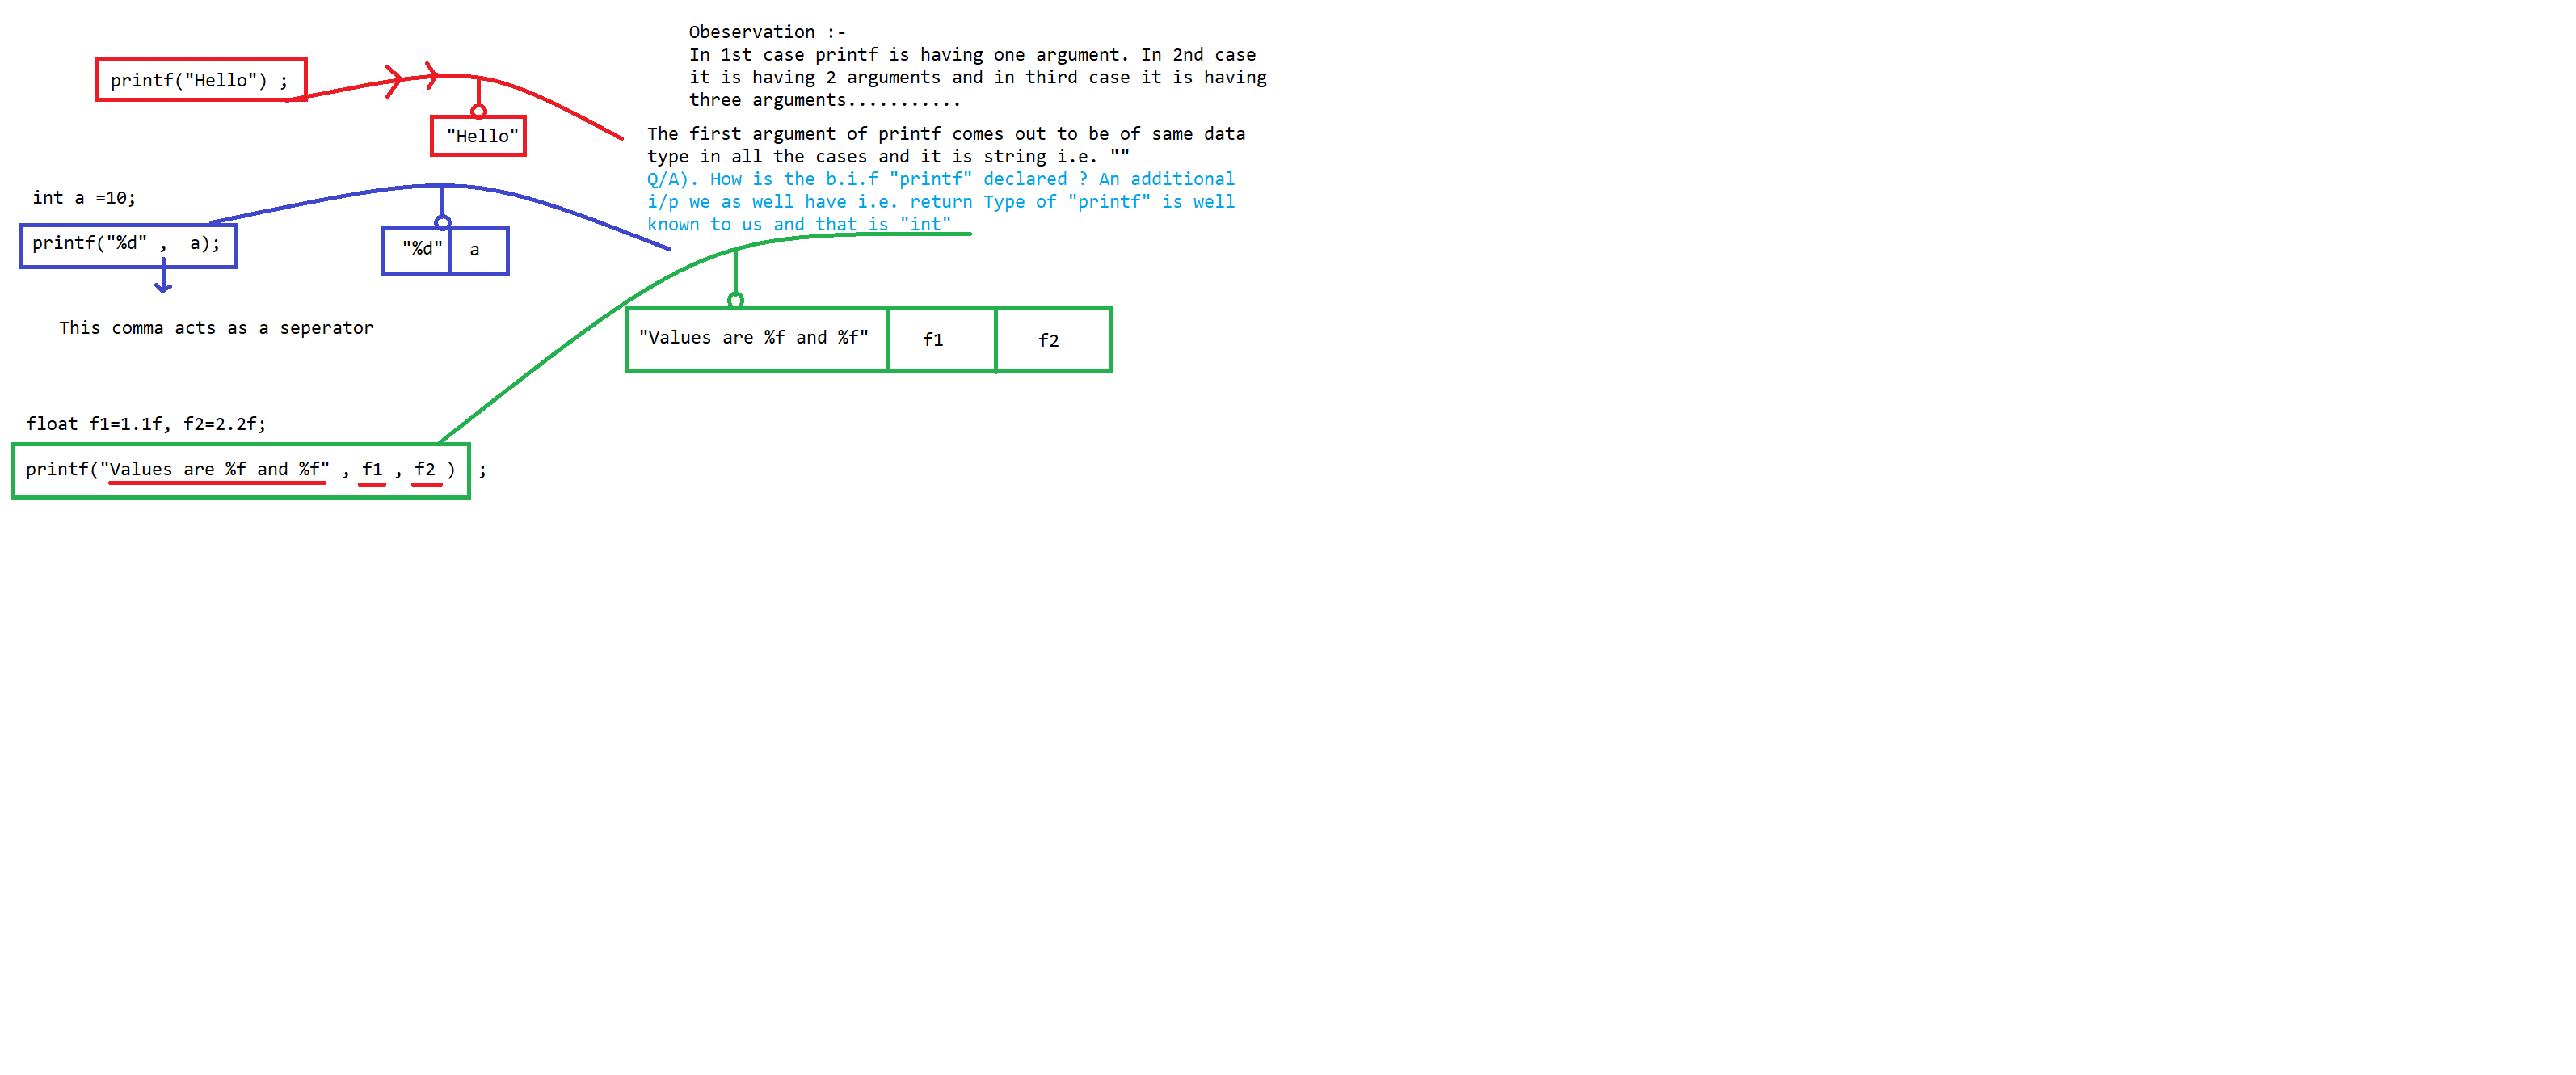 printf("Hello") ;
"Hello"
Obeservation :-
In 1st case printf is having one argument. In 2nd case
it is having 2 arguments and in third case it is having
three arguments...........
The first argument of printf comes out to be of same data
type in all the cases and it is string i.e. ""
Q/A). How is the b.i.f "printf" declared ? An additional
i/p we as well have i.e. return Type of "printf" is well
known to us and that is "int"
int a =10;
printf("%d" ,  a);
"%d" a
This comma acts as a seperator
"Values are %f and %f" f1 f2
float f1=1.1f, f2=2.2f;
printf("Values are %f and %f" , f1 , f2 )  ;